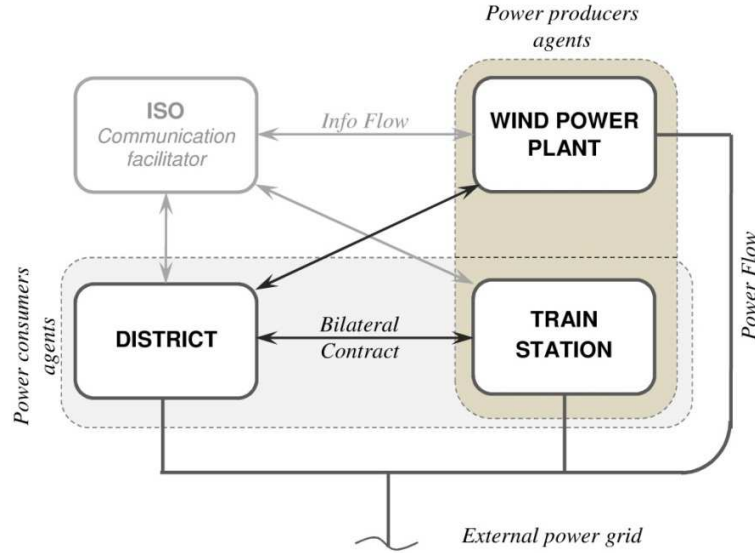 Power producers
agents
ISO
Communication
facilitator
Info Flow
WIND POWER
PLANT
Power Flow
Power consumers
agents
DISTRICT
Bilateral
Contract
TRAIN
STATION
External power grid